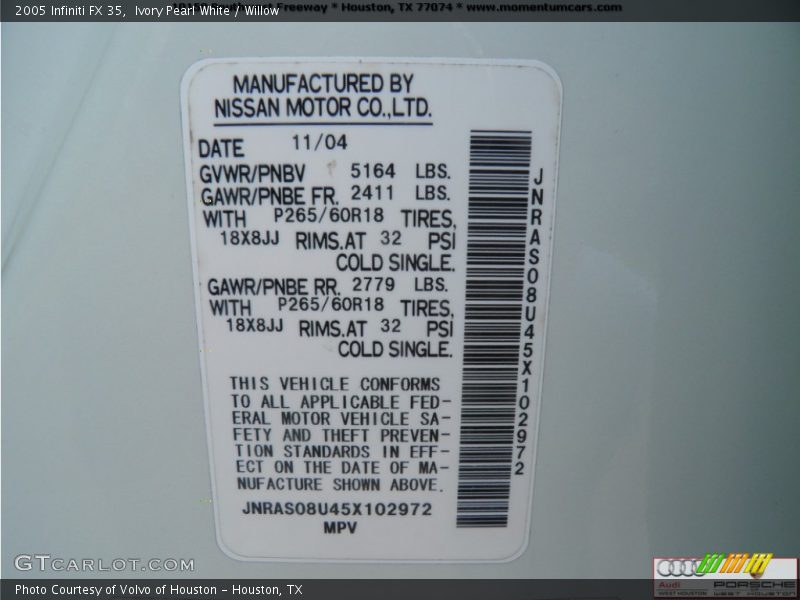 2005 Infiniti FX 35, Ivory Pearl White / Willow
Freeway * Houston, TX 77074 * www.momentumcars.com
MANUFACTURED BY
NISSAN MOTOR CO.,LTD.
DATE 11/04
GVWR/PNBV 5164 LBS.
GAWR/PNBE FR. 2411 LBS.
WITH P265/60R18 TIRES,
18X8JJ RIMS.AT 32 PSI
COLD SINGLE.
GAWR/PNBE RR. 2779 LBS.
WITH P265/60R18 TIRES,
18X8JJ RIMS.AT 32 PSI
COLD SINGLE.
THIS VEHICLE CONFORMS
TO ALL APPLICABLE FED-
ERAL MOTOR VEHICLE SA-
FETY AND THEFT PREVEN-
TION STANDARDS IN EFF-
ECT ON THE DATE OF MA-
NUFACTURE SHOWN ABOVE.
JNRAS08U45X102972
MPV
JNRAS08U45X102972
GTCARLOT.COM
Audi
WEST HOUSTON
PORSCHE
WEST HOUSTON
Photo Courtesy of Volvo of Houston - Houston, TX